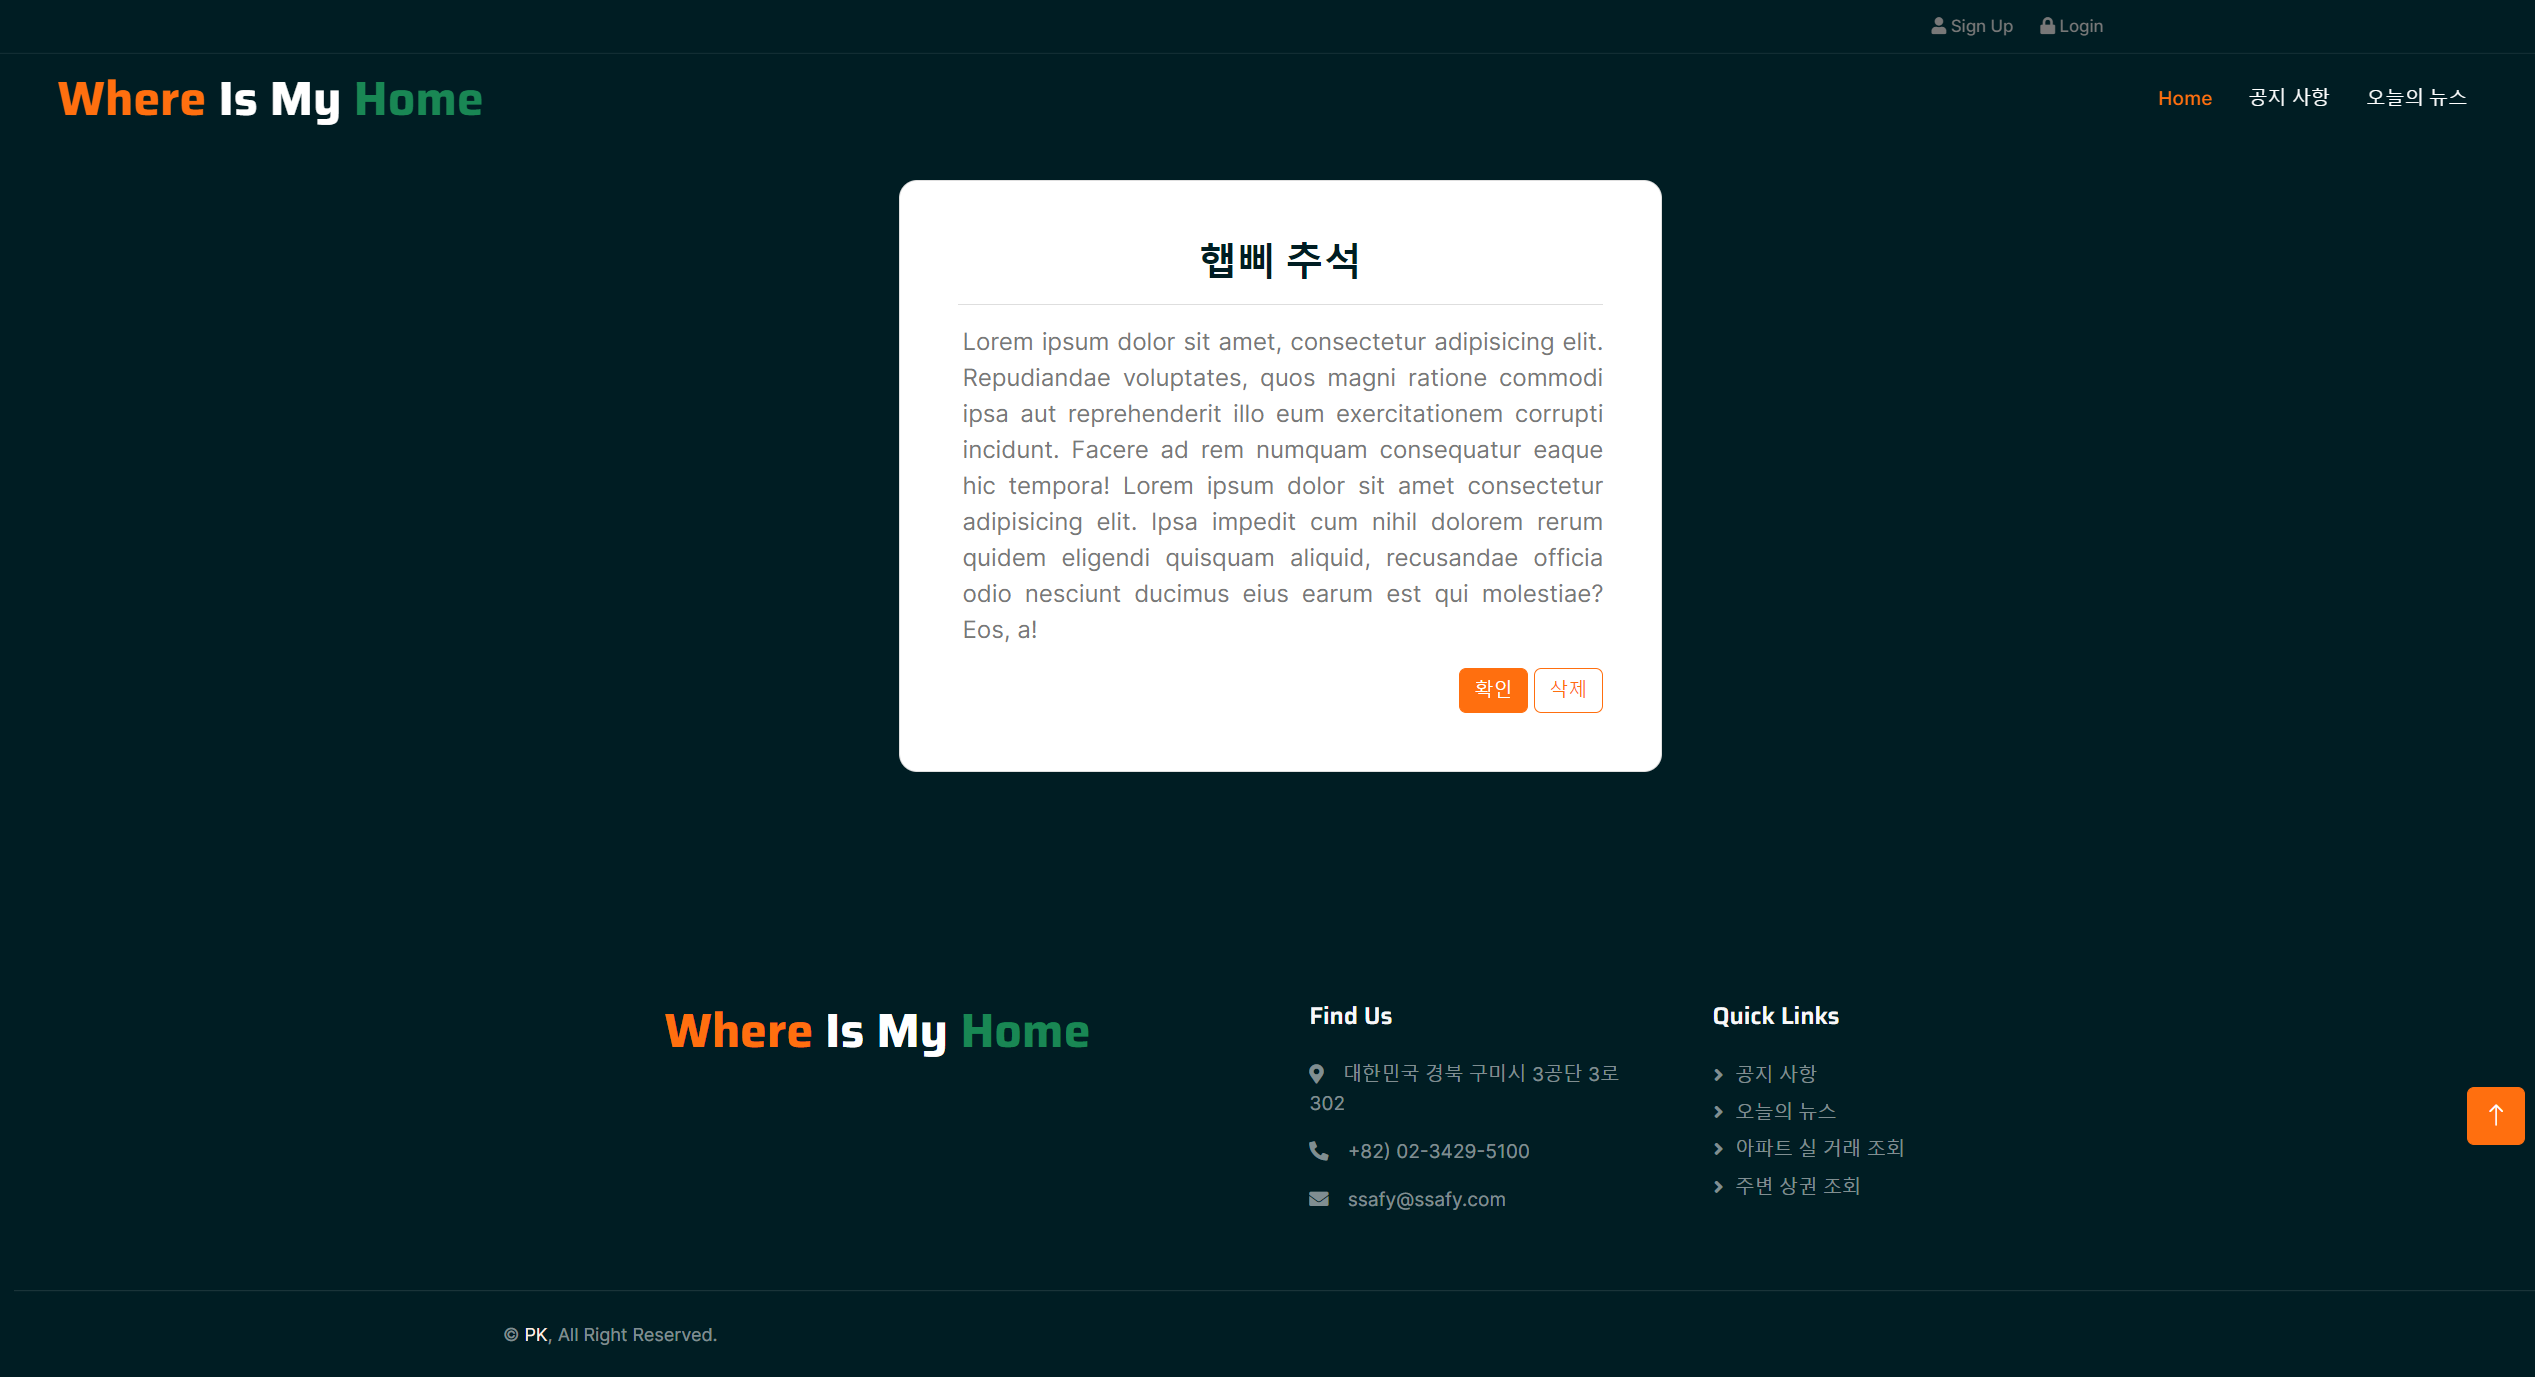 Sign Up Login
Where Is My Home
Home 공지 사항 오늘의 뉴스
햅삐 추석
Lorem ipsum dolor sit amet, consectetur adipisicing elit.
Repudiandae voluptates, quos magni ratione commodi
ipsa aut reprehenderit illo eum exercitationem corrupti
incidunt. Facere ad rem numquam consequatur eaque
hic tempora! Lorem ipsum dolor sit amet consectetur
adipisicing elit. Ipsa impedit cum nihil dolorem rerum
quidem eligendi quisquam aliquid, recusandae officia
odio nesciunt ducimus eius earum est qui molestiae?
Eos, a!
확인 삭제
Where Is My Home
Find Us
대한민국 경북 구미시 3공단 3로
302
+82) 02-3429-5100
ssafy@ssafy.com
Quick Links
공지 사항
오늘의 뉴스
아파트 실 거래 조회
주변 상권 조회
© PK, All Right Reserved.